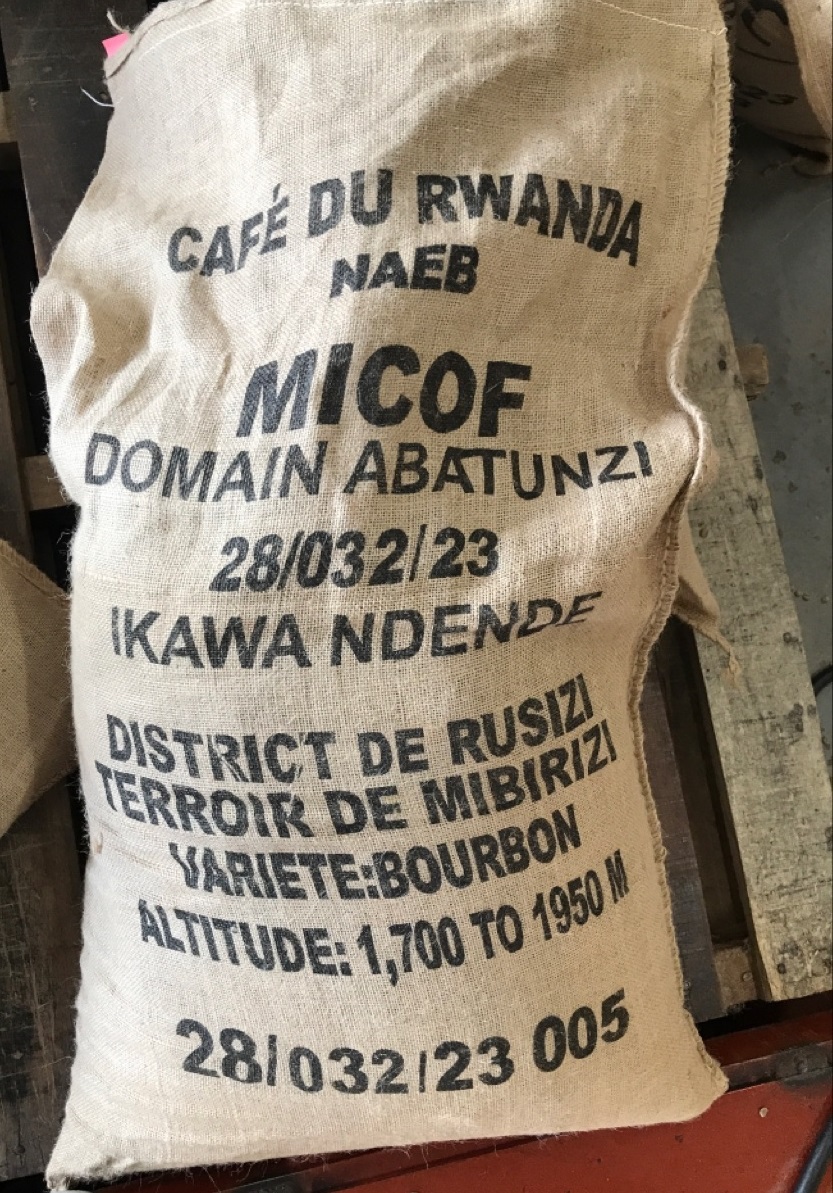 CAFÉ DU RWANDA
NAEB
MICOF
DOMAIN ABATUNZI
28/032/23
IKAWA NDENDE
DISTRICT DE RUSIZI
TERROIR DE MIBIRIZI
VARIETE:BOURBON
ALTITUDE: 1,700 TO 1950 M
28/032/23 005